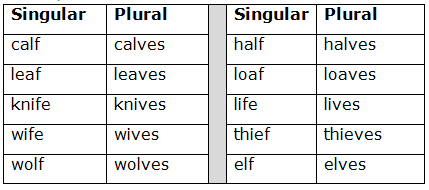 Singular Plural Singular Plural
calf calves half halves
leaf leaves loaf loaves
knife knives life lives
wife wives thief thieves
wolf wolves elf elves